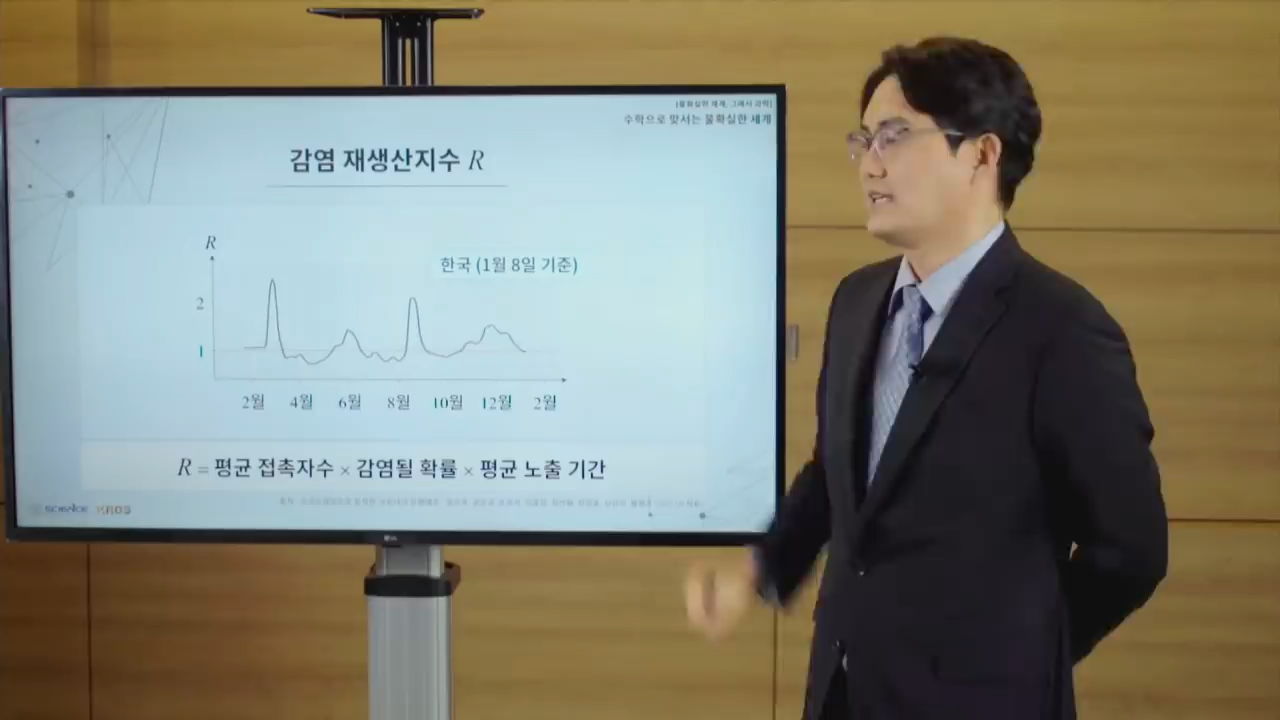 [불확실한 세계, 그래서 과학]
수학으로 맞서는 불확실한 세계
감염 재생산지수 R
R
한국 (1월 8일 기준)
2
1
2월 4월 6월 8월 10월 12월 2월
R = 평균 접촉자수 × 감염될 확률 × 평균 노출 기간
KAOS
LG